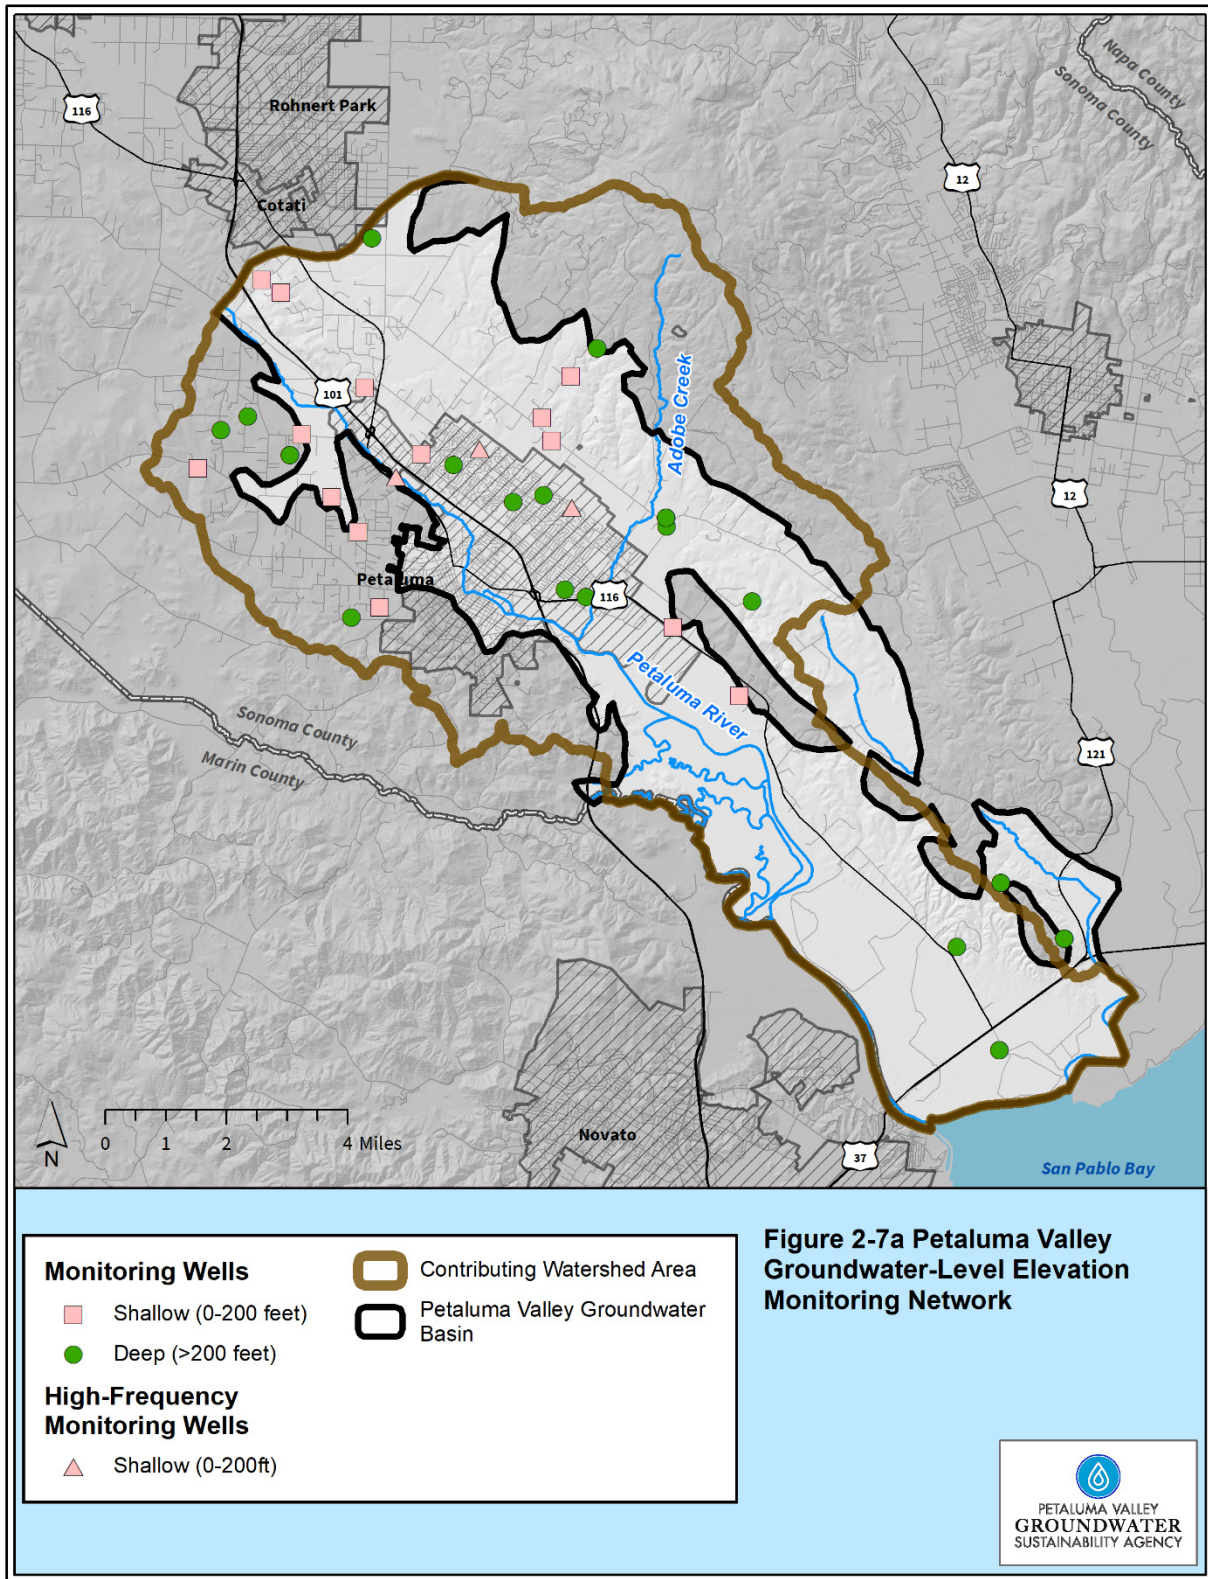 Napa County
Sonoma County
116
Rohnert Park
12
Cotati
101
Adobe Creek
12
Petaluma
116
Petaluma River
Sonoma County
Marin County
121
0 1 2 4 Miles
N
Novato
37
San Pablo Bay
Monitoring Wells
Shallow (0-200 feet)
Deep (>200 feet)
High-Frequency
Monitoring Wells
Shallow (0-200ft)
Contributing Watershed Area
Petaluma Valley Groundwater
Basin
Figure 2-7a Petaluma Valley
Groundwater-Level Elevation
Monitoring Network
PETALUMA VALLEY
GROUNDWATER
SUSTAINABILITY AGENCY